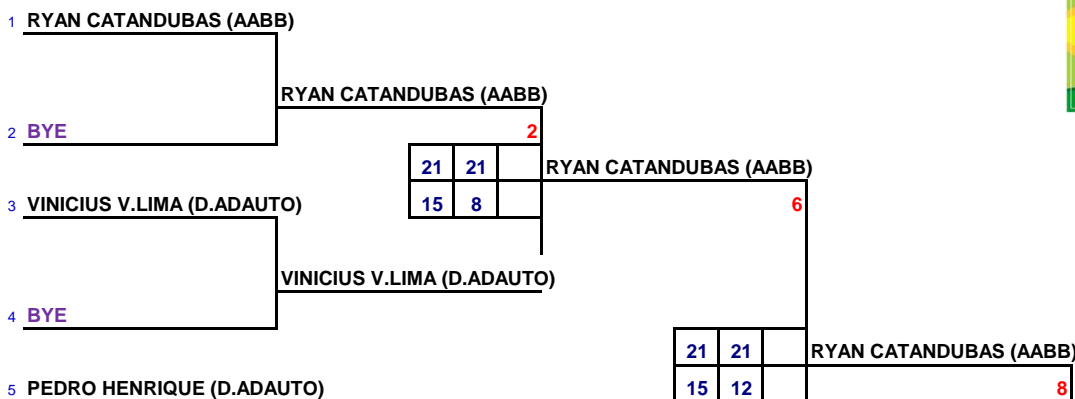 1 RYAN CATANDUBAS (AABB)
RYAN CATANDUBAS (AABB)
2 BYE
2
21 21
RYAN CATANDUBAS (AABB)
15 8
3 VINICIUS V.LIMA (D.ADAUTO)
6
VINICIUS V.LIMA (D.ADAUTO)
4 BYE
21 21
RYAN CATANDUBAS (AABB)
15 12
5 PEDRO HENRIQUE (D.ADAUTO)
8